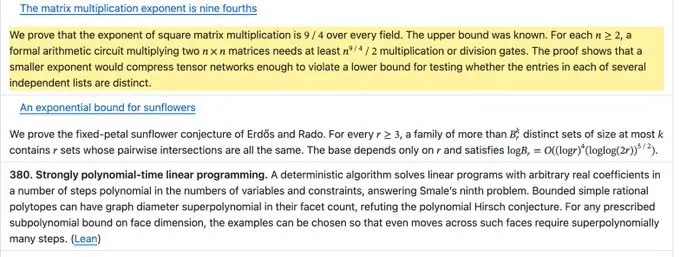 The matrix multiplication exponent is nine fourths
We prove that the exponent of square matrix multiplication is 9 / 4 over every field. The upper bound was known. For each n ≥ 2, a
formal arithmetic circuit multiplying two n × n matrices needs at least n^{9/4} / 2 multiplication or division gates. The proof shows that a
smaller exponent would compress tensor networks enough to violate a lower bound for testing whether the entries in each of several
independent lists are distinct.
An exponential bound for sunflowers
We prove the fixed-petal sunflower conjecture of Erdős and Rado. For every r ≥ 3, a family of more than B_r^k distinct sets of size at most k
contains r sets whose pairwise intersections are all the same. The base depends only on r and satisfies logB_r = O((logr)^4(loglog(2r))^{5/2}).
380. Strongly polynomial-time linear programming. A deterministic algorithm solves linear programs with arbitrary real coefficients in
a number of steps polynomial in the numbers of variables and constraints, answering Smale's ninth problem. Bounded simple rational
polytopes can have graph diameter superpolynomial in their facet count, refuting the polynomial Hirsch conjecture. For any prescribed
subpolynomial bound on face dimension, the examples can be chosen so that even moves across such faces require superpolynomially
many steps. (Lean)